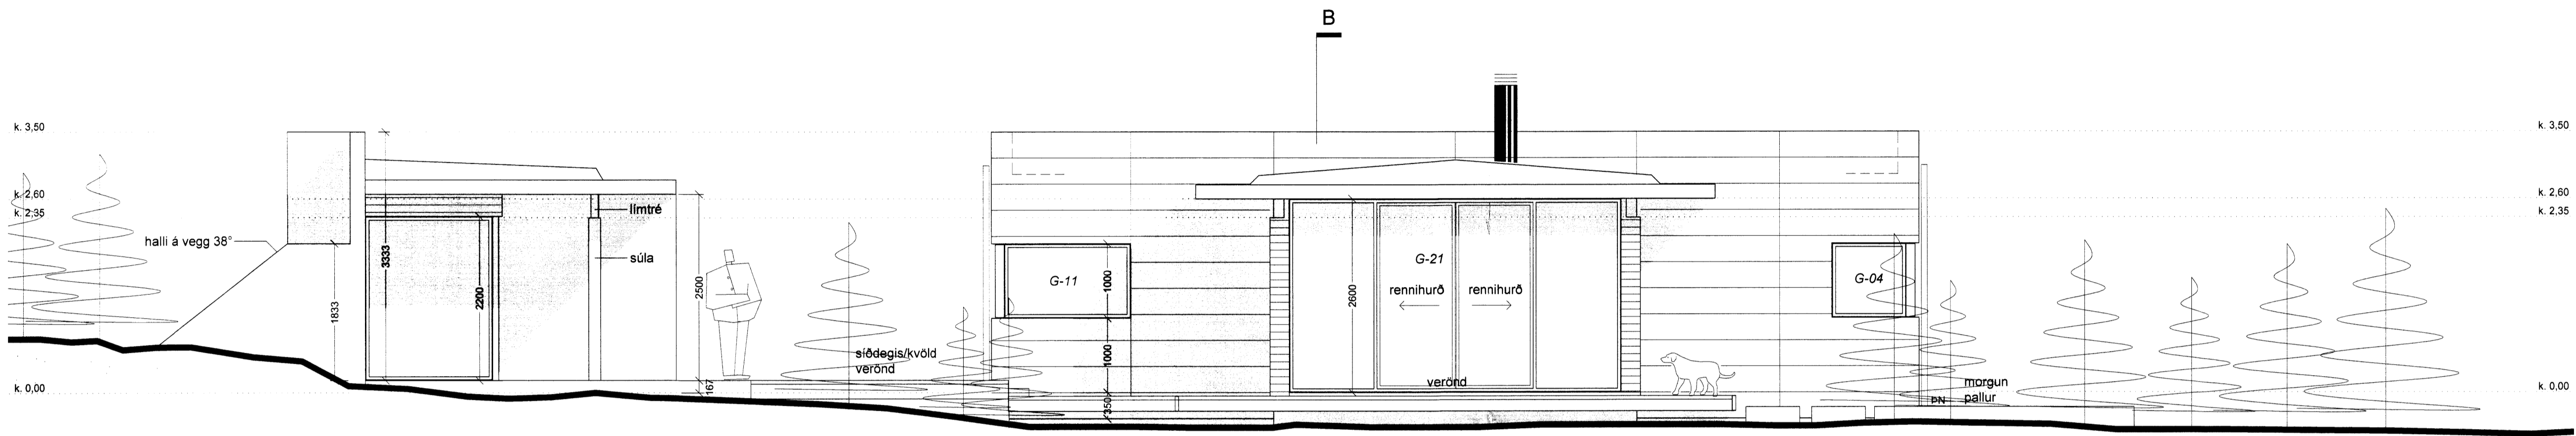 B
k. 3,50
k. 3,50
k. 2,60
k. 2,60
k. 2,35
k. 2,35
halli á vegg 38°
límtré
súla
3333
1833
2200
2500
167
G-11
1000
1000
350
G-21
rennihurð
rennihurð
2600
G-04
síðdegis/kvöld
verönd
verönd
morgun
pallur
ÞN
k. 0,00
k. 0,00